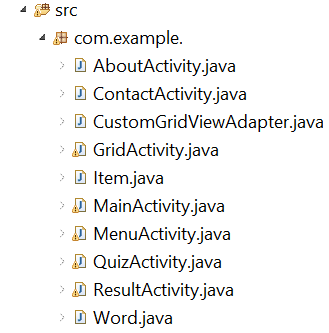 src
com.example.
AboutActivity.java
ContactActivity.java
CustomGridViewAdapter.java
GridActivity.java
Item.java
MainActivity.java
MenuActivity.java
QuizActivity.java
ResultActivity.java
Word.java